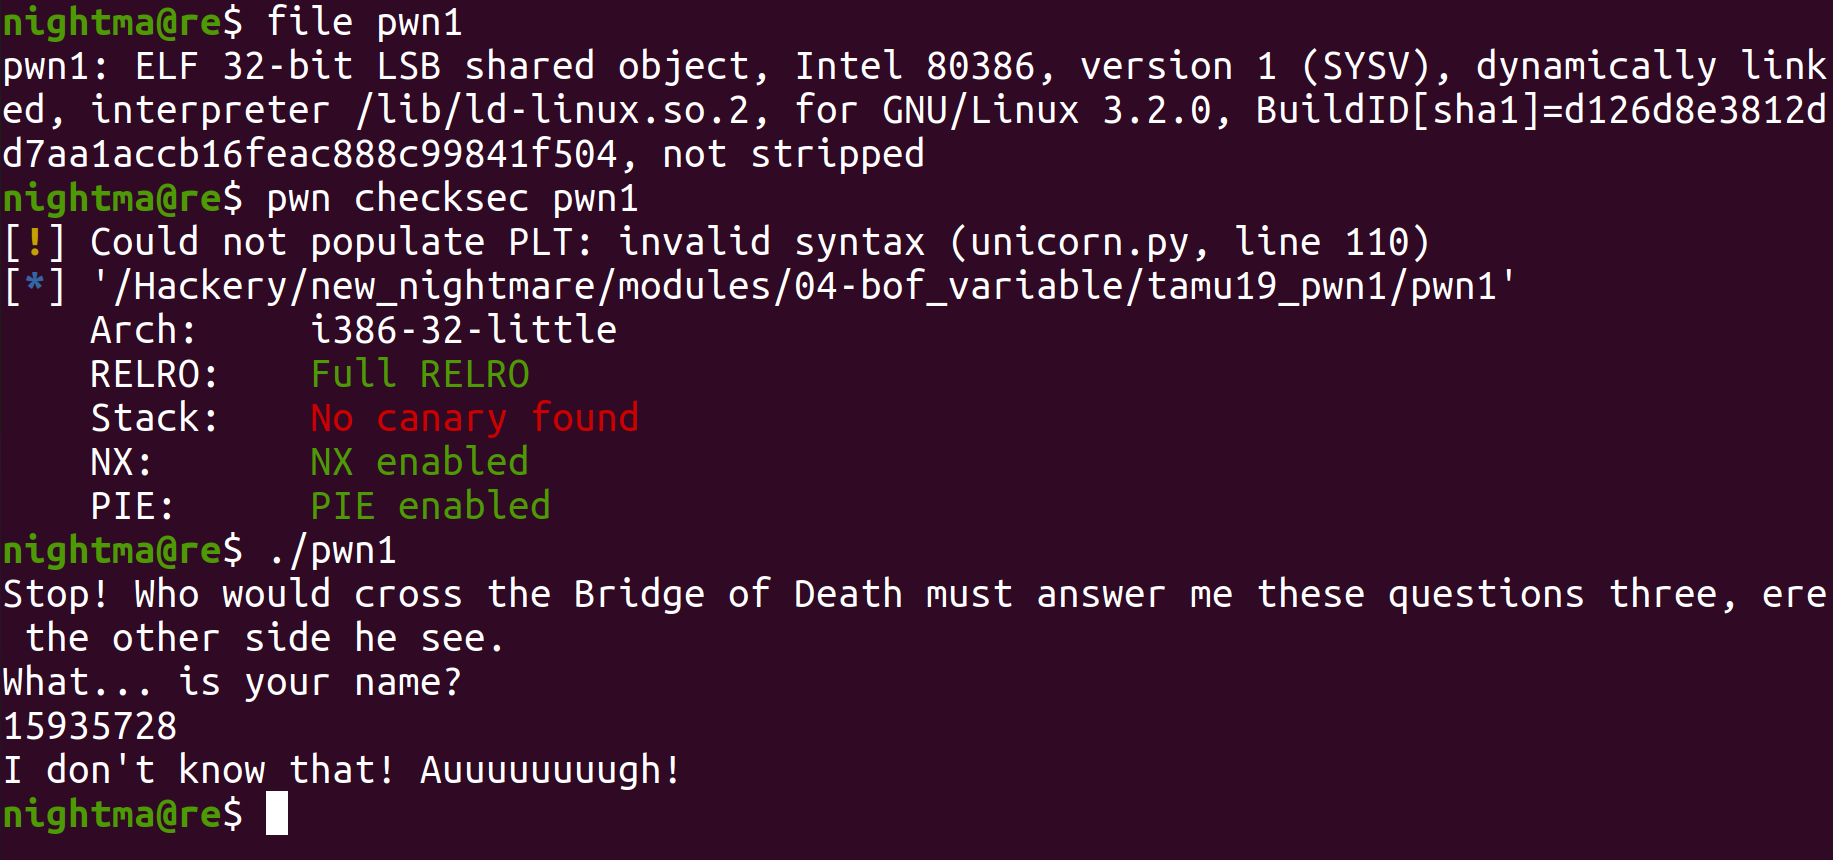 nightma@re$ file pwn1
pwn1: ELF 32-bit LSB shared object, Intel 80386, version 1 (SYSV), dynamically link
ed, interpreter /lib/ld-linux.so.2, for GNU/Linux 3.2.0, BuildID[sha1]=d126d8e3812d
d7aa1accb16feac888c99841f504, not stripped
nightma@re$ pwn checksec pwn1
[!] Could not populate PLT: invalid syntax (unicorn.py, line 110)
[*] '/Hackery/new_nightmare/modules/04-bof_variable/tamu19_pwn1/pwn1'
    Arch:     i386-32-little
    RELRO:    Full RELRO
    Stack:    No canary found
    NX:       NX enabled
    PIE:      PIE enabled
nightma@re$ ./pwn1
Stop! Who would cross the Bridge of Death must answer me these questions three, ere
 the other side he see.
What... is your name?
15935728
I don't know that! Auuuuuuuugh!
nightma@re$